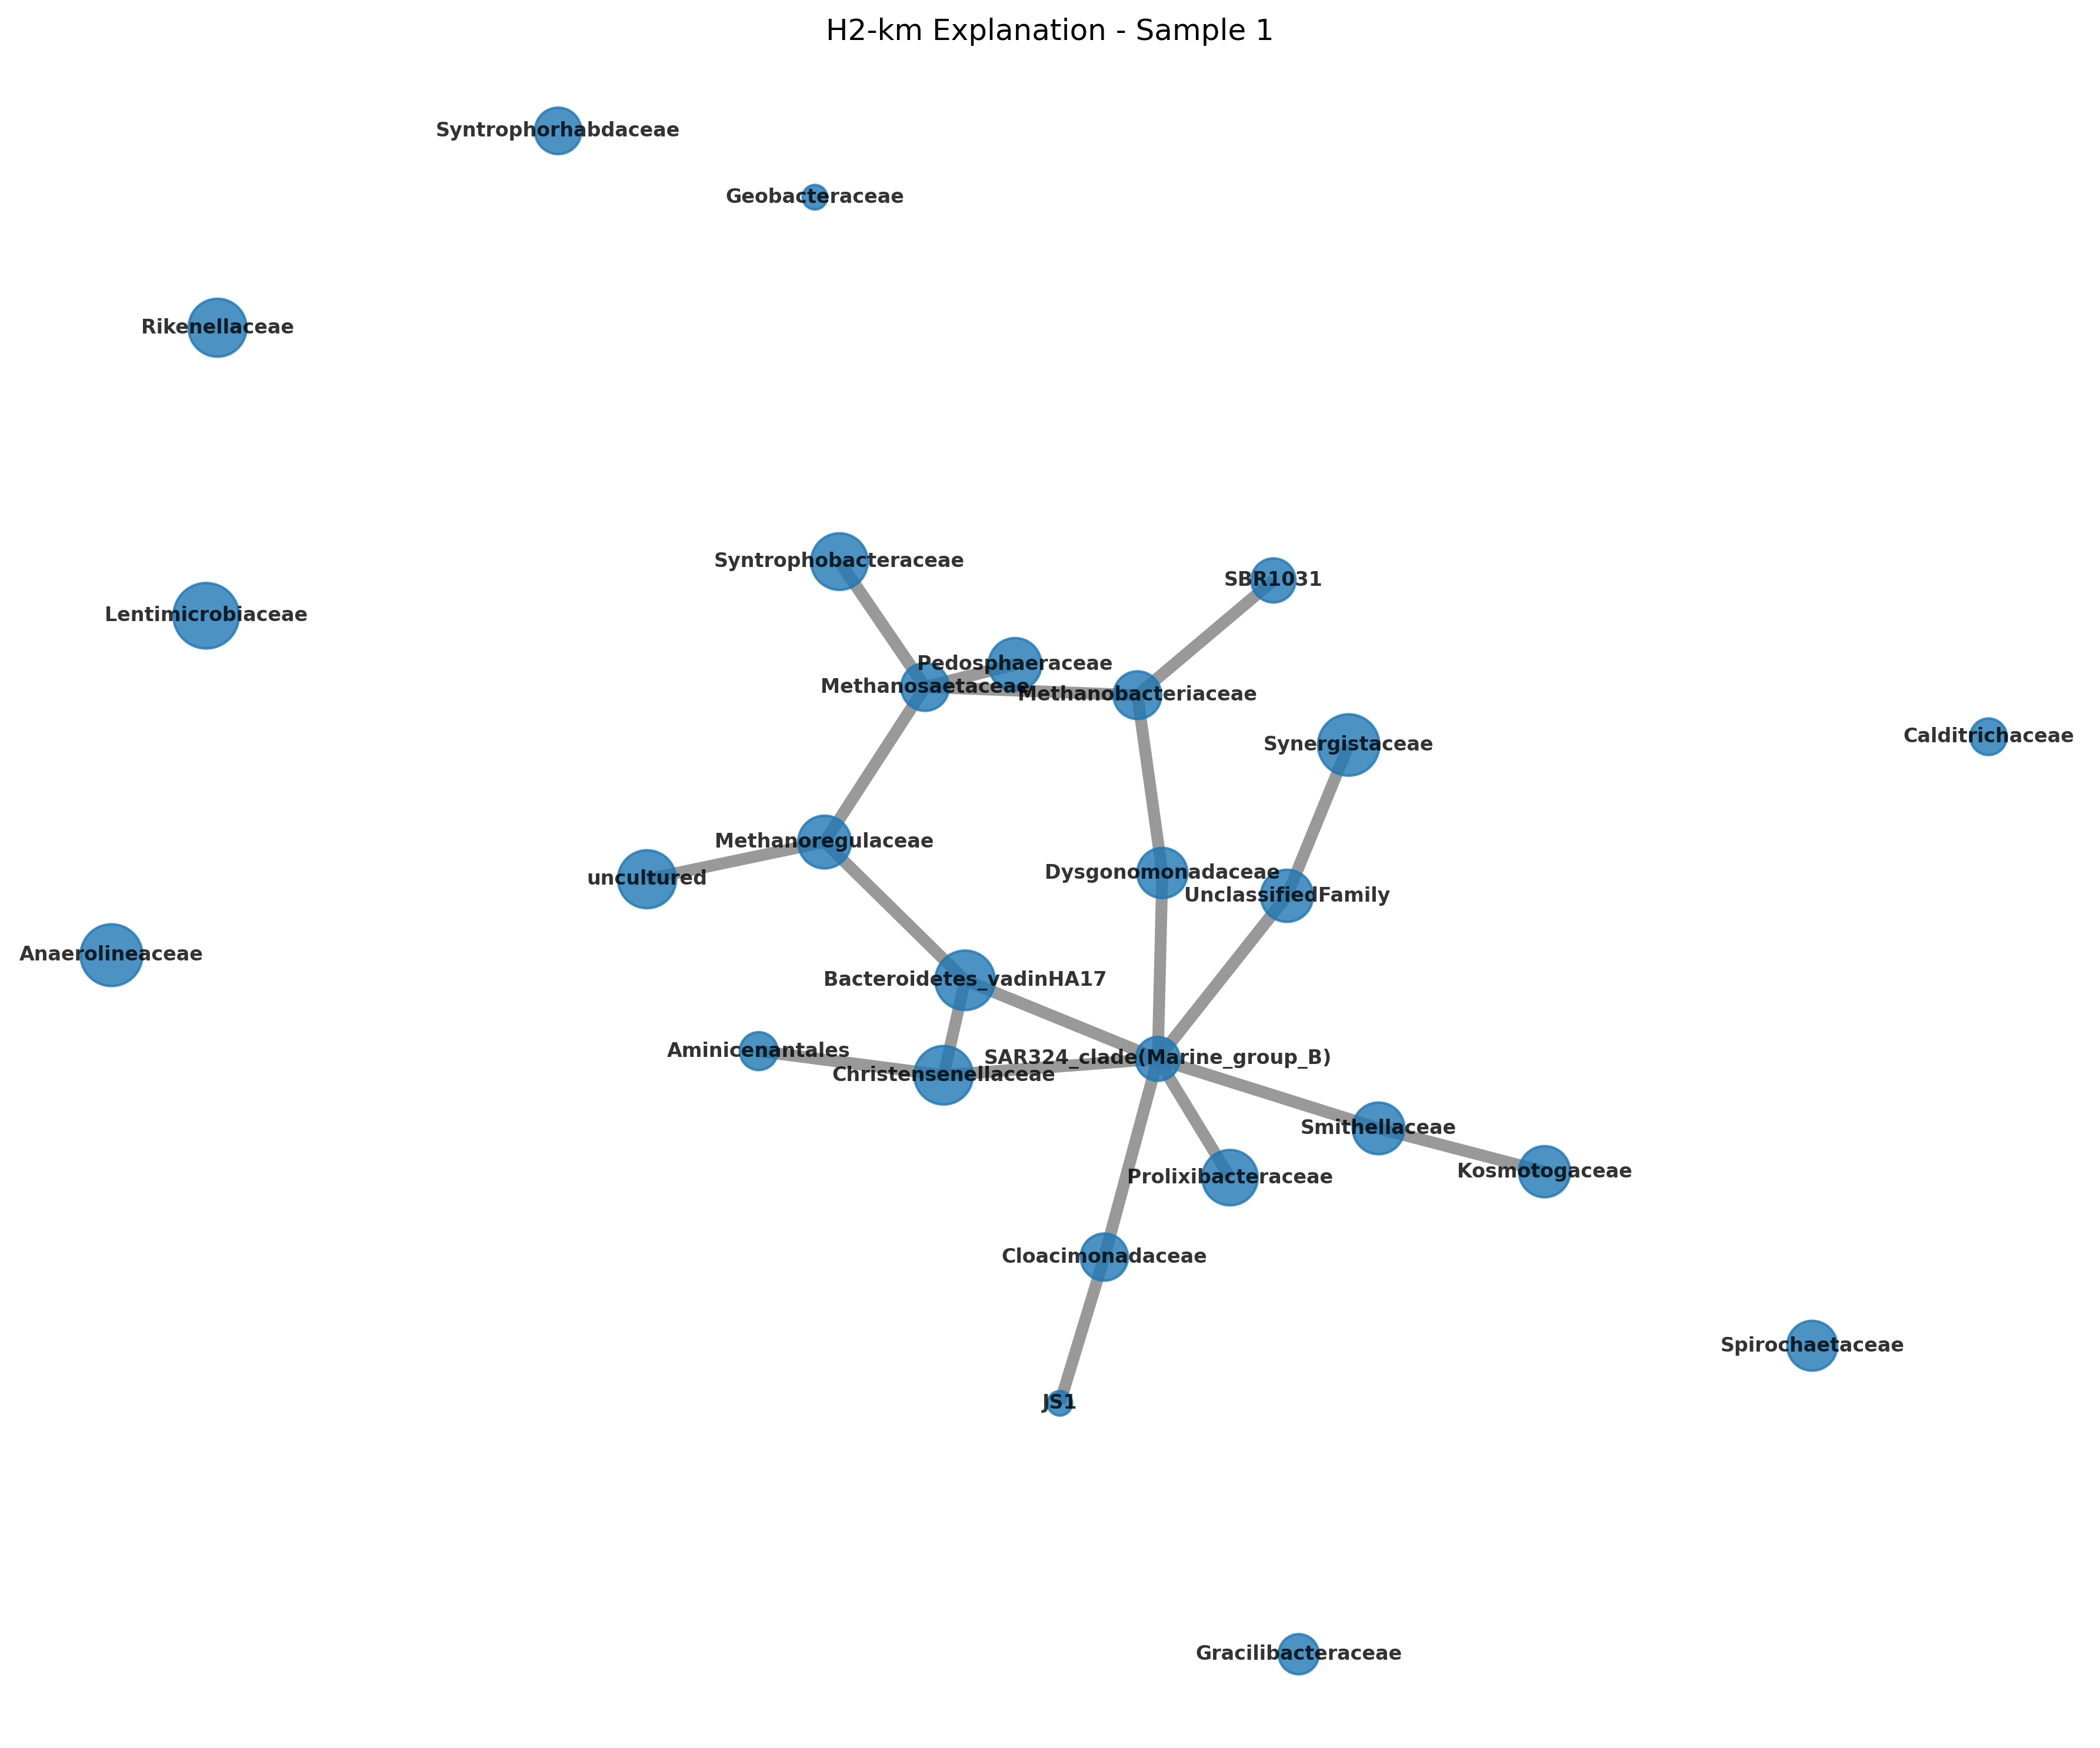 H2-km Explanation - Sample 1
Syntrophorhabdaceae
Geobacteraceae
Rikenellaceae
Syntrophobacteraceae
SBR1031
Lentimicrobiaceae
Pedosphaeraceae
Methanosaetaceae
Methanobacteriaceae
Calditrichaceae
Synergistaceae
Methanoregulaceae
Dysgonomonadaceae
uncultured
UnclassifiedFamily
Anaerolineaceae
Bacteroidetes_vadinHA17
Aminicenantales
SAR324_clade(Marine_group_B)
Christensenellaceae
Smithellaceae
Kosmotogaceae
Prolixibacteraceae
Cloacimonadaceae
Spirochaetaceae
JS1
Gracilibacteraceae